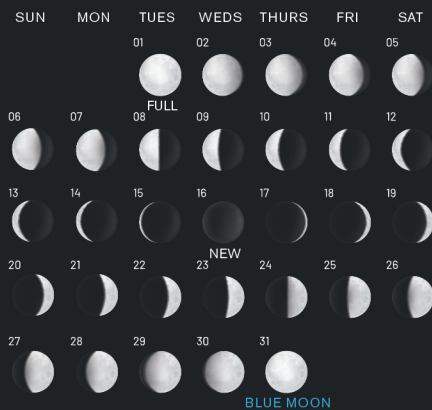 SUN MON TUES WEDS THURS FRI SAT
01 02 03 04 05
FULL
06 07 08 09 10 11 12
13 14 15 16 17 18 19
NEW
20 21 22 23 24 25 26
27 28 29 30 31
BLUE MOON